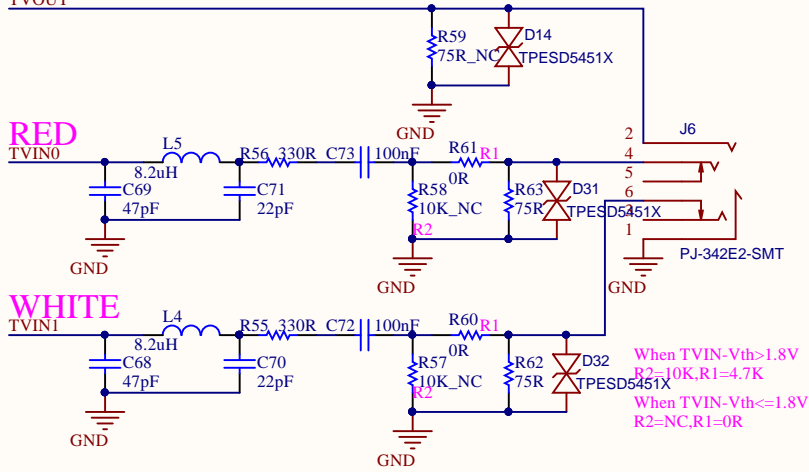 TVOUT
R59
75R_NC
D14
TPESD5451X
GND
RED
TVIN0
L5
8.2uH
R56 330R
C73 100nF
R61 R1
0R
C69
47pF
C71
22pF
R58
10K_NC
R2
R63
75R
D31
TPESD5451X
GND
GND
J6
2
4
5
6
1
PJ-342E2-SMT
GND
WHITE
TVIN1
L4
8.2uH
R55 330R
C72 100nF
R60 R1
0R
C68
47pF
C70
22pF
R57
10K_NC
R2
R62
75R
D32
TPESD5451X
GND
GND
When TVIN-Vth>1.8V
R2=10K,R1=4.7K
When TVIN-Vth<=1.8V
R2=NC,R1=0R